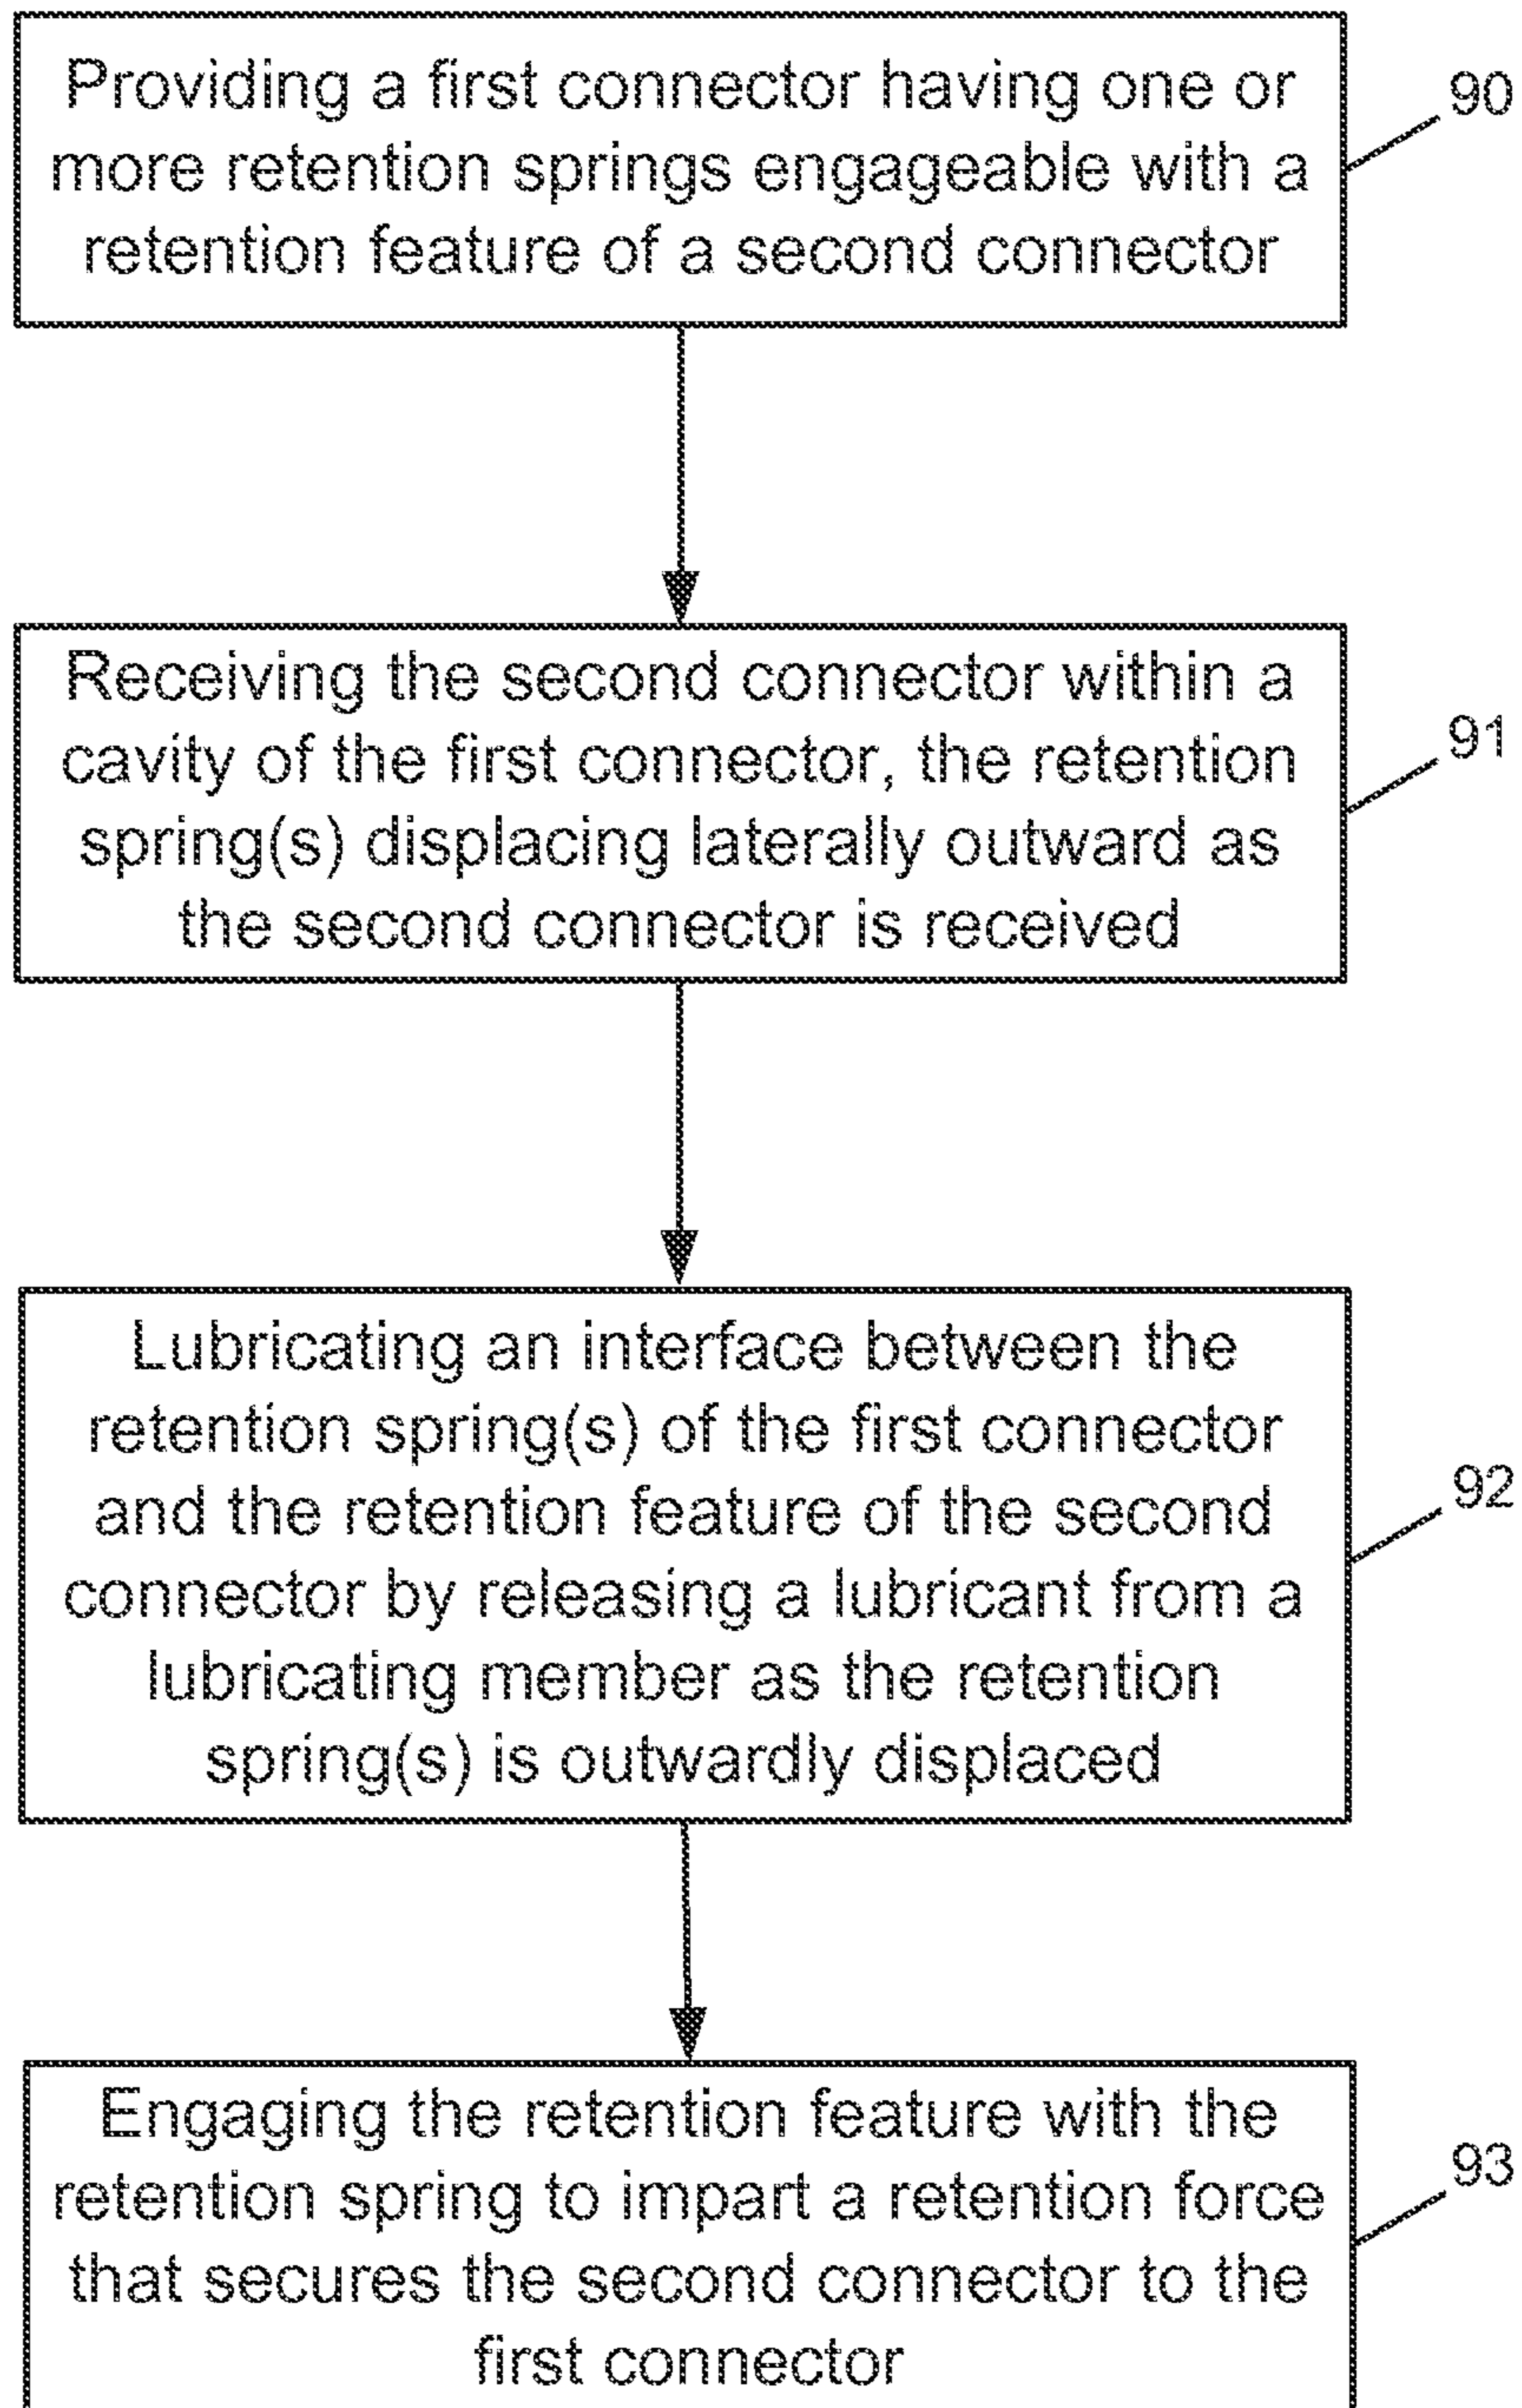 Providing a first connector having one or
more retention springs engageable with a
retention feature of a second connector
90
Receiving the second connector within a
cavity of the first connector, the retention
spring(s) displacing laterally outward as
the second connector is received
91
Lubricating an interface between the
retention spring(s) of the first connector
and the retention feature of the second
connector by releasing a lubricant from a
lubricating member as the retention
spring(s) is outwardly displaced
92
Engaging the retention feature with the
retention spring to impart a retention force
that secures the second connector to the
first connector
93